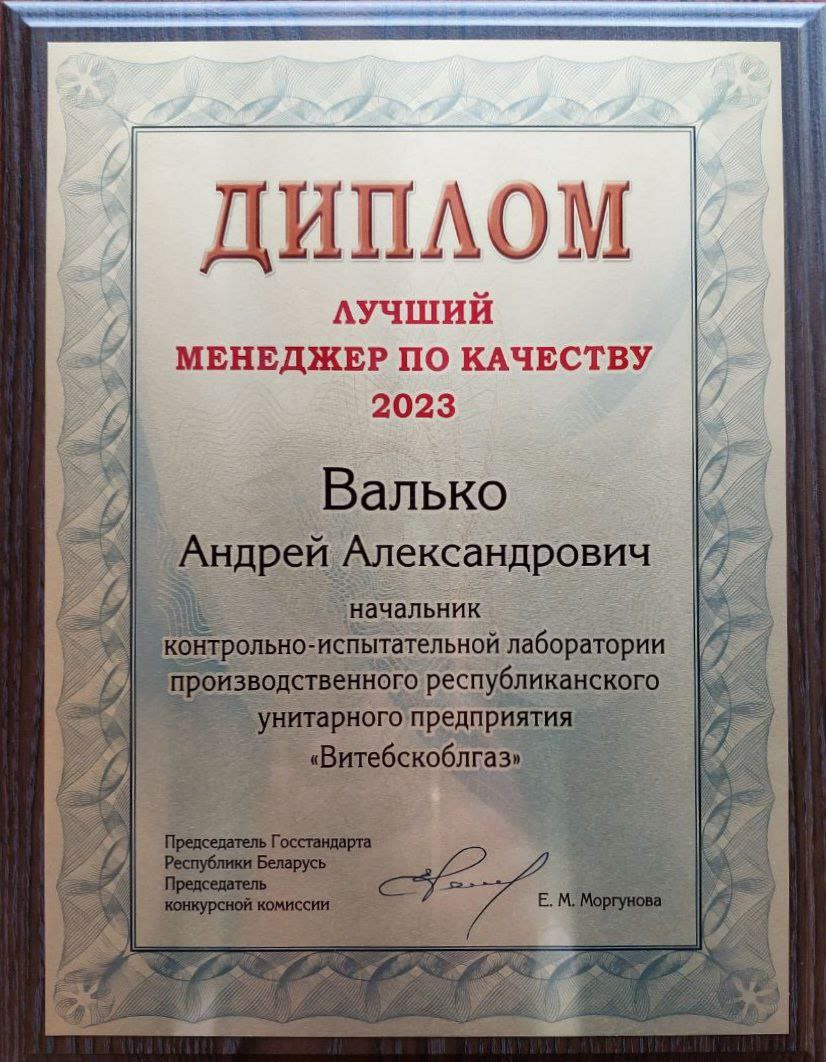 ДИПЛОМ
ЛУЧШИЙ
МЕНЕДЖЕР ПО КАЧЕСТВУ
2023
Валько
Андрей Александрович
начальник
контрольно-испытательной лаборатории
производственного республиканского
унитарного предприятия
«Витебскоблгаз»
Председатель Госстандарта
Республики Беларусь
Председатель
конкурсной комиссии
Е. М. Моргунова